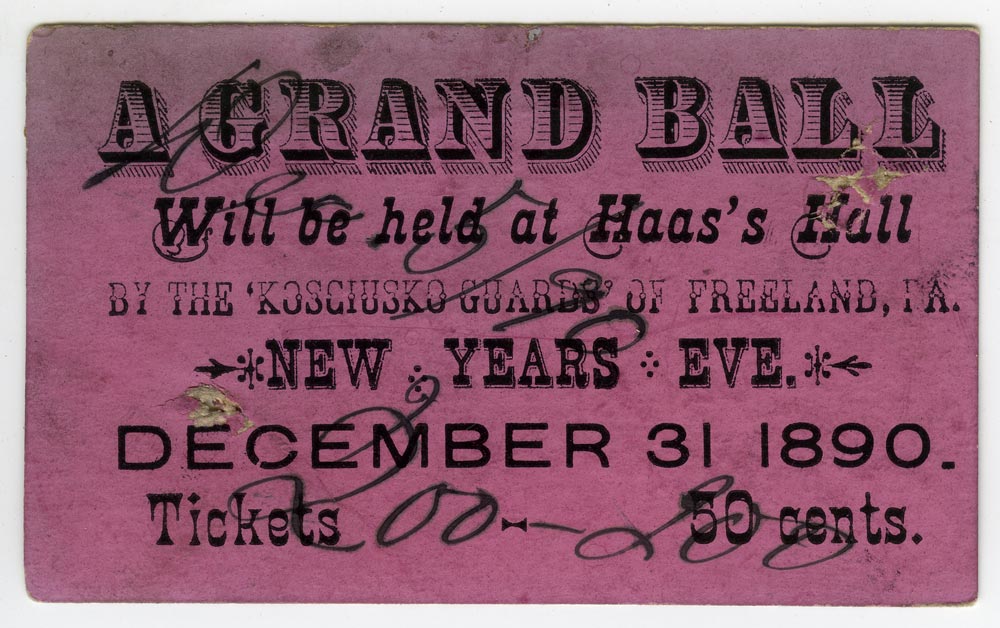 A GRAND BALL
Will be held at Haas's Hall
BY THE 'KOSCIUSKO GUARDS' OF FREELAND, PA.
NEW YEARS EVE.
DECEMBER 31 1890.
Tickets 50 cents.